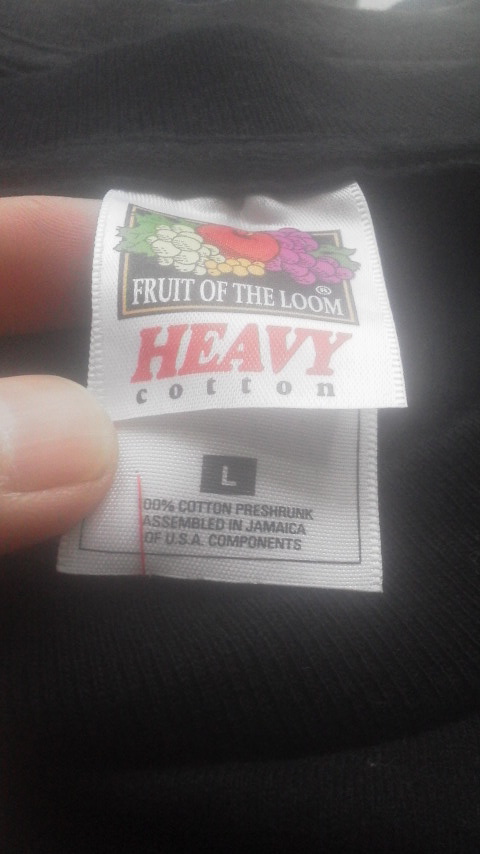 FRUIT OF THE LOOM®
HEAVY
cotton
L
00% COTTON PRESHRUNK
ASSEMBLED IN JAMAICA
OF U.S.A. COMPONENTS